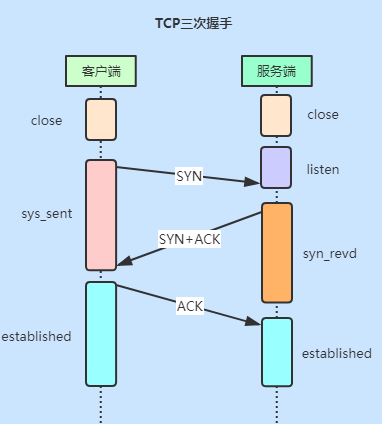 TCP三次握手
客户端
服务端
close
close
listen
SYN
sys_sent
SYN+ACK
syn_revd
ACK
established
established